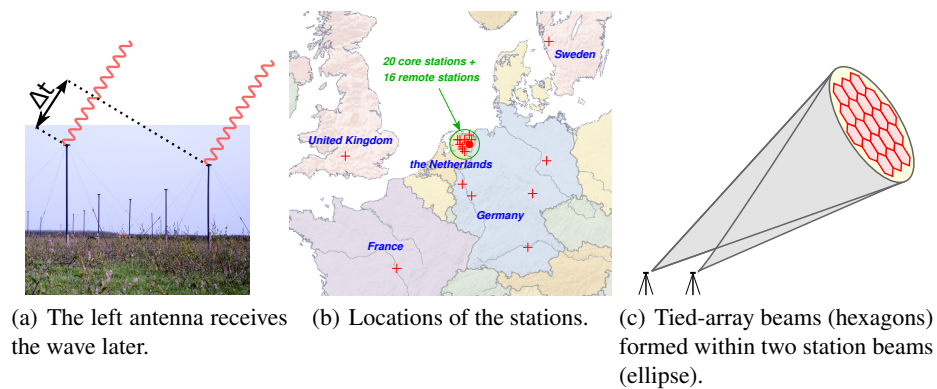 Δt
20 core stations +
16 remote stations
Sweden
United Kingdom
the Netherlands
Germany
France
(a) The left antenna receives
the wave later.
(b) Locations of the stations.
(c) Tied-array beams (hexagons)
formed within two station beams
(ellipse).